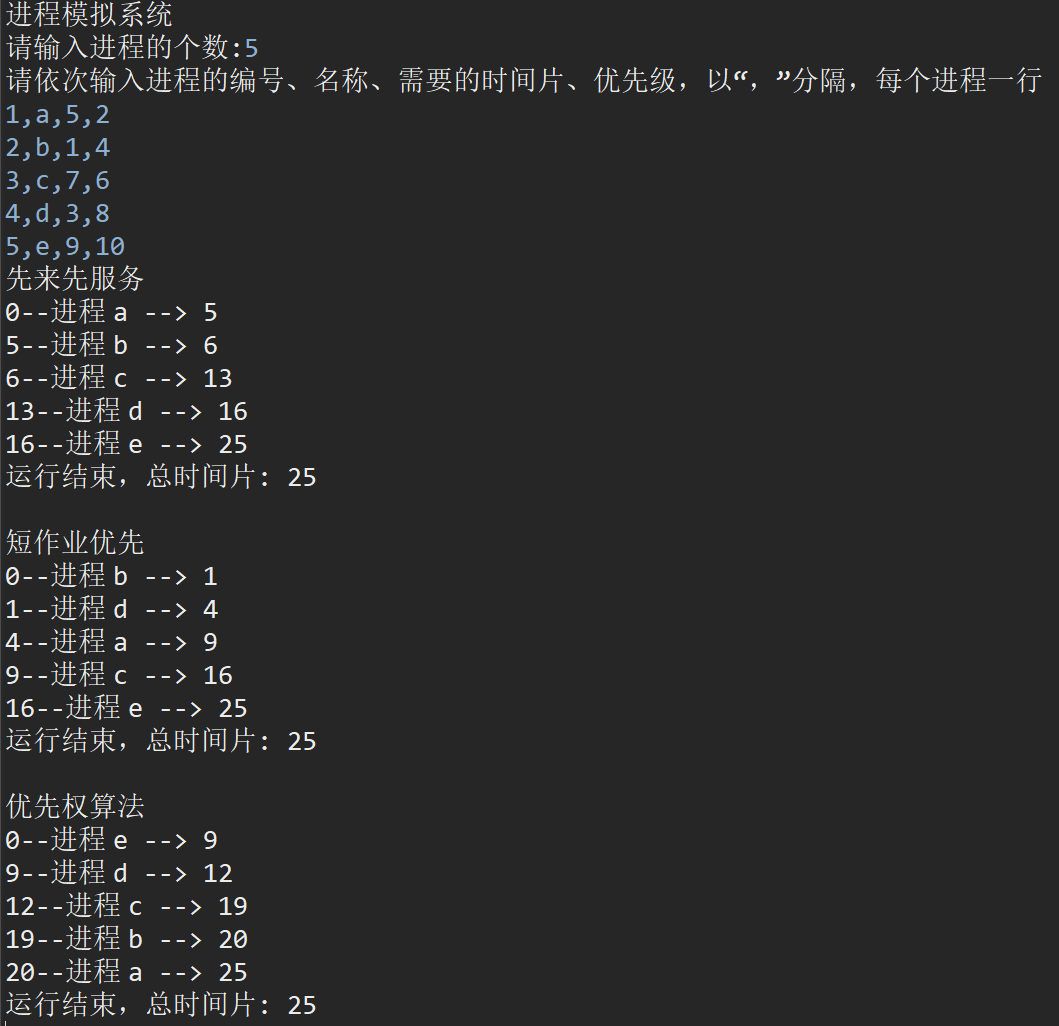 进程模拟系统
请输入进程的个数:5
请依次输入进程的编号、名称、需要的时间片、优先级，以“，”分隔，每个进程一行
1,a,5,2
2,b,1,4
3,c,7,6
4,d,3,8
5,e,9,10
先来先服务
0--进程 a --> 5
5--进程 b --> 6
6--进程 c --> 13
13--进程 d --> 16
16--进程 e --> 25
运行结束，总时间片: 25
短作业优先
0--进程 b --> 1
1--进程 d --> 4
4--进程 a --> 9
9--进程 c --> 16
16--进程 e --> 25
运行结束，总时间片: 25
优先权算法
0--进程 e --> 9
9--进程 d --> 12
12--进程 c --> 19
19--进程 b --> 20
20--进程 a --> 25
运行结束，总时间片: 25